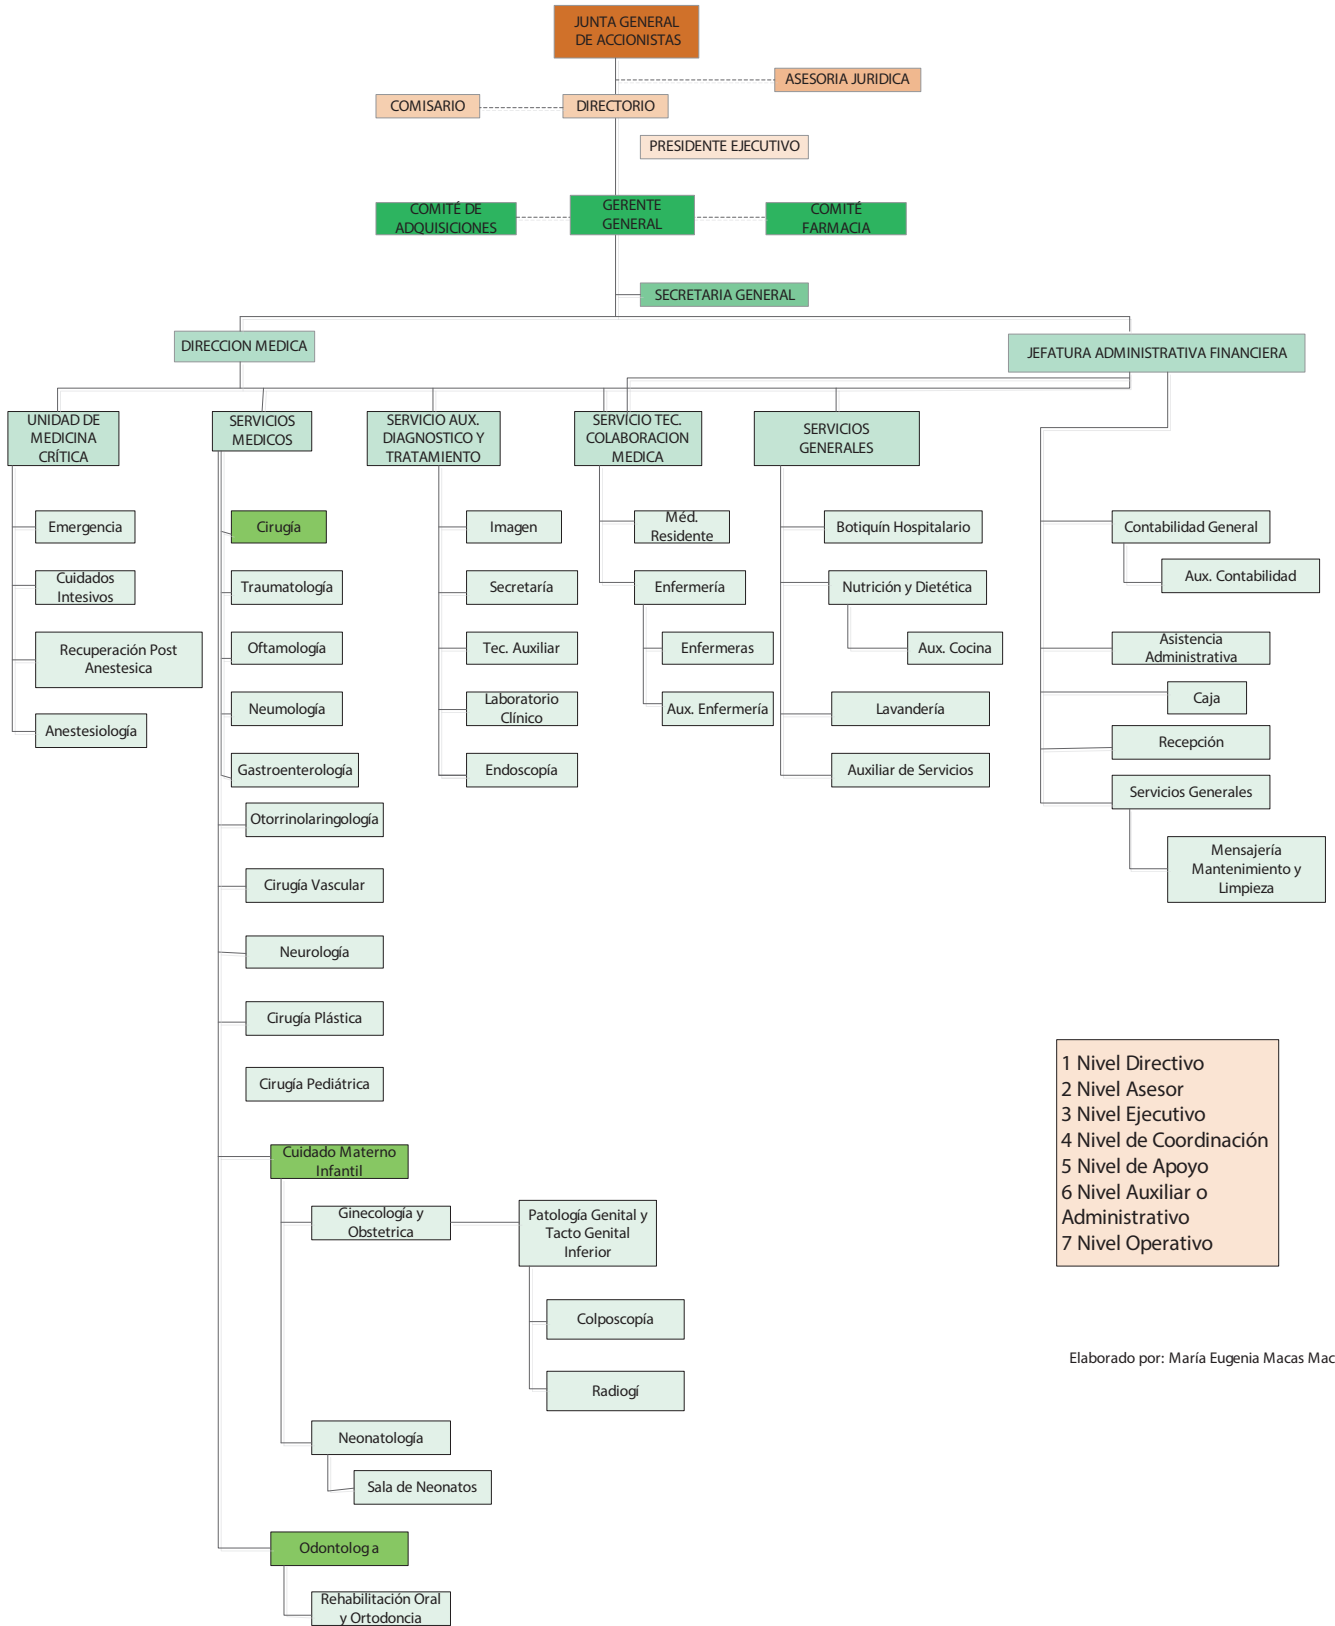 JUNTA GENERAL
DE ACCIONISTAS
ASESORIA JURIDICA
COMISARIO
DIRECTORIO
PRESIDENTE EJECUTIVO
COMITÉ DE
ADQUISICIONES
GERENTE
GENERAL
COMITÉ
FARMACIA
SECRETARIA GENERAL
DIRECCION MEDICA
JEFATURA ADMINISTRATIVA FINANCIERA
UNIDAD DE
MEDICINA
CRÍTICA
SERVICIOS
MEDICOS
SERVICIO AUX.
DIAGNOSTICO Y
TRATAMIENTO
SERVICIO TEC.
COLABORACION
MEDICA
SERVICIOS
GENERALES
Emergencia
Cuidados
Intesivos
Recuperación Post
Anestesica
Anestesiología
Cirugía
Traumatología
Oftamología
Neumología
Gastroenterología
Otorrinolaringología
Cirugía Vascular
Neurología
Cirugía Plástica
Cirugía Pediátrica
Cuidado Materno
Infantil
Ginecología y
Obstetrica
Patología Genital y
Tacto Genital
Inferior
Colposcopía
Radiogí
Neonatología
Sala de Neonatos
Odontolog a
Rehabilitación Oral
y Ortodoncia
Imagen
Secretaría
Tec. Auxiliar
Laboratorio
Clínico
Endoscopía
Méd.
Residente
Enfermería
Enfermeras
Aux. Enfermería
Botiquín Hospitalario
Nutrición y Dietética
Aux. Cocina
Lavandería
Auxiliar de Servicios
Contabilidad General
Aux. Contabilidad
Asistencia
Administrativa
Caja
Recepción
Servicios Generales
Mensajería
Mantenimiento y
Limpieza
1 Nivel Directivo
2 Nivel Asesor
3 Nivel Ejecutivo
4 Nivel de Coordinación
5 Nivel de Apoyo
6 Nivel Auxiliar o
Administrativo
7 Nivel Operativo
Elaborado por: María Eugenia Macas Mac